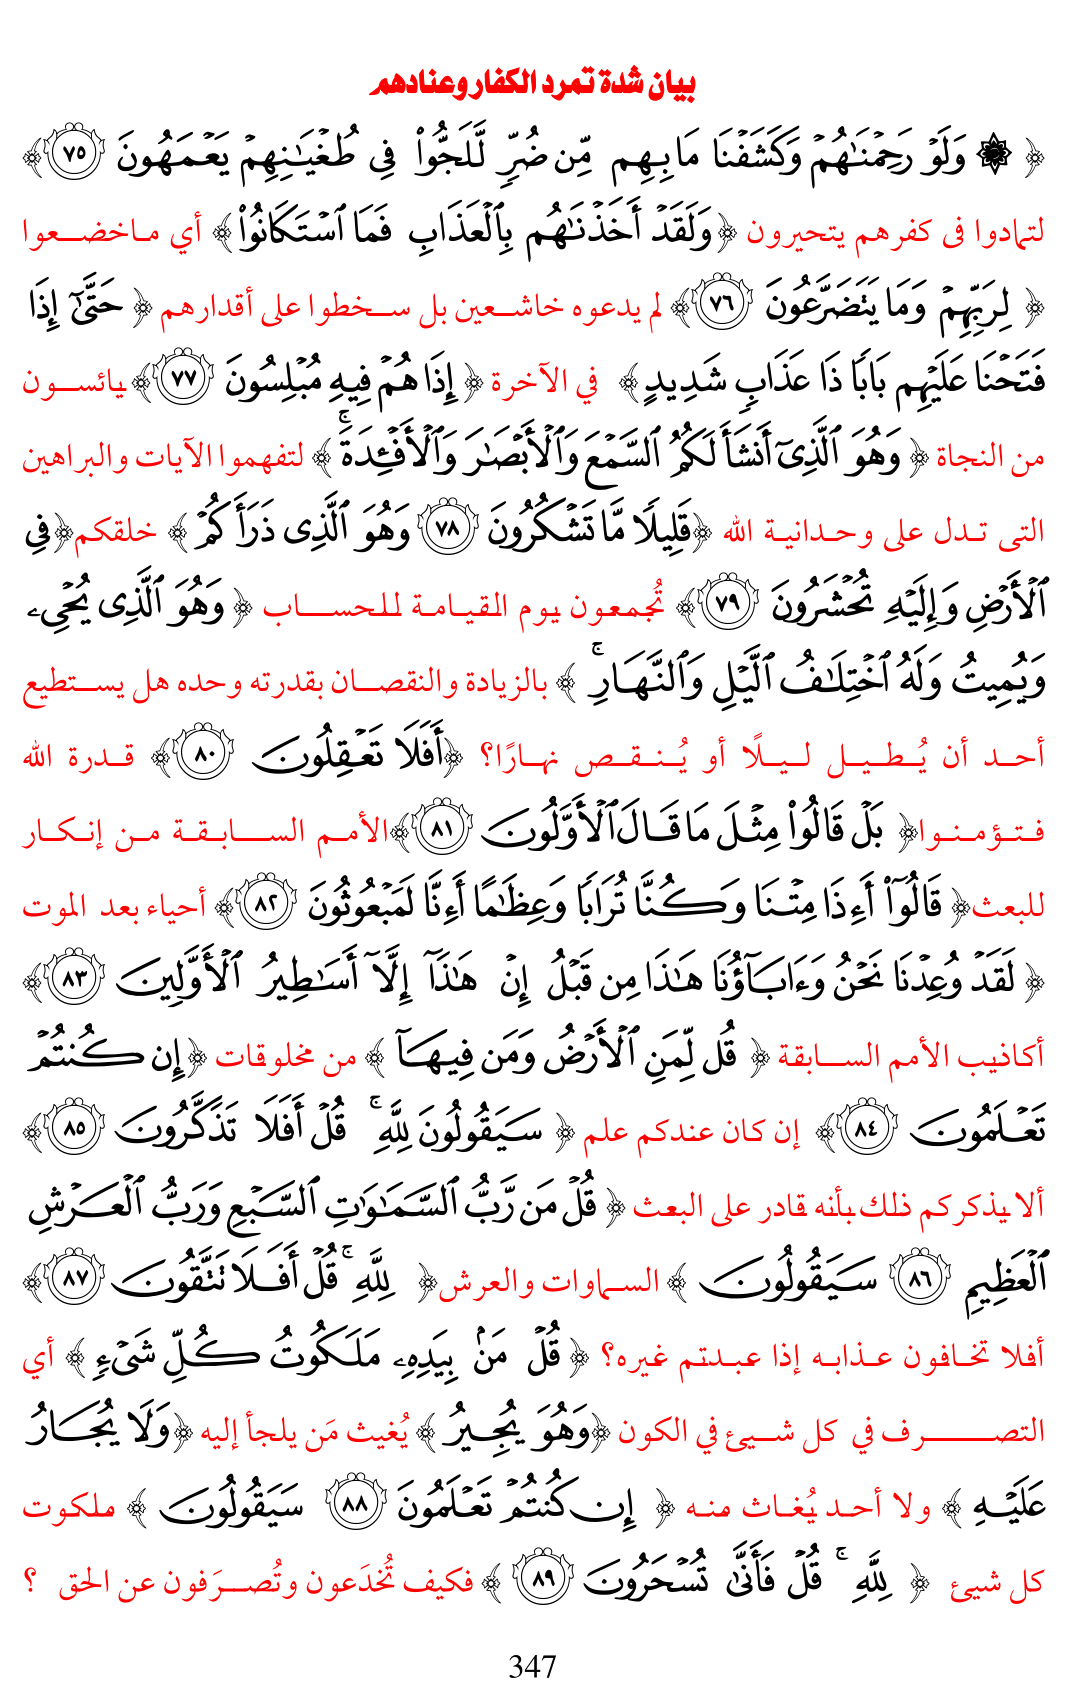 بيان شدة تمرد الكفار وعنادهم
﴿ ۞ وَلَوْ رَحِمْنَـٰهُمْ وَكَشَفْنَا مَا بِهِم مِّن ضُرٍّ لَّلَجُّوا۟ فِى طُغْيَـٰنِهِمْ يَعْمَهُونَ ٧٥ ﴾
لتمادوا فى كفرهم يتحيرون ﴿وَلَقَدْ أَخَذْنَـٰهُم بِٱلْعَذَابِ فَمَا ٱسْتَكَانُوا۟﴾ أي ماخضعوا
﴿ لِرَبِّهِمْ وَمَا يَتَضَرَّعُونَ ٧٦ ﴾ لم يدعوه خاشعين بل سخطوا على أقدارهم ﴿ حَتَّىٰٓ إِذَا
فَتَحْنَا عَلَيْهِم بَابًا ذَا عَذَابٍ شَدِيدٍ ﴾ في الآخرة ﴿ إِذَا هُمْ فِيهِ مُبْلِسُونَ ٧٧ ﴾ يائسون
من النجاة ﴿ وَهُوَ ٱلَّذِىٓ أَنشَأَ لَكُمُ ٱلسَّمْعَ وَٱلْأَبْصَـٰرَ وَٱلْأَفْـِٔدَةَ ۚ ﴾ لتفهموا الآيات والبراهين
التى تدل على وحدانية الله ﴿قَلِيلًا مَّا تَشْكُرُونَ ٧٨ وَهُوَ ٱلَّذِى ذَرَأَكُمْ ﴾ خلقكم﴿فِى
ٱلْأَرْضِ وَإِلَيْهِ تُحْشَرُونَ ٧٩ ﴾ تُجمعون يوم القيامة للحساب ﴿ وَهُوَ ٱلَّذِى يُحْىِۦ
وَيُمِيتُ وَلَهُ ٱخْتِلَـٰفُ ٱلَّيْلِ وَٱلنَّهَارِ ۚ ﴾ بالزيادة والنقصان بقدرته وحده هل يستطيع
أحد أن يُطيل ليلًا أو يُنقص نهارًا؟ ﴿أَفَلَا تَعْقِلُونَ ٨٠ ﴾ قدرة الله
فتؤمنوا﴿ بَلْ قَالُوا۟ مِثْلَ مَا قَالَ ٱلْأَوَّلُونَ ٨١ ﴾الأمم السابقة من إنكار
للبعث﴿ قَالُوٓا۟ أَءِذَا مِتْنَا وَكُنَّا تُرَابًا وَعِظَـٰمًا أَءِنَّا لَمَبْعُوثُونَ ٨٢ ﴾ أحياء بعد الموت
﴿ لَقَدْ وُعِدْنَا نَحْنُ وَءَابَآؤُنَا هَـٰذَا مِن قَبْلُ إِنْ هَـٰذَآ إِلَّآ أَسَـٰطِيرُ ٱلْأَوَّلِينَ ٨٣ ﴾
أكاذيب الأمم السابقة ﴿ قُل لِّمَنِ ٱلْأَرْضُ وَمَن فِيهَآ ﴾ من مخلوقات ﴿إِن كُنتُمْ
تَعْلَمُونَ ٨٤ ﴾ إن كان عندكم علم ﴿ سَيَقُولُونَ لِلَّهِ ۚ قُلْ أَفَلَا تَذَكَّرُونَ ٨٥ ﴾
ألا يذكركم ذلك بأنه قادر على البعث ﴿ قُلْ مَن رَّبُّ ٱلسَّمَـٰوَٰتِ ٱلسَّبْعِ وَرَبُّ ٱلْعَرْشِ
ٱلْعَظِيمِ ٨٦ سَيَقُولُونَ ﴾ السماوات والعرش﴿ لِلَّهِ ۚ قُلْ أَفَلَا تَتَّقُونَ ٨٧ ﴾
أفلا تخافون عذابه إذا عبدتم غيره؟ ﴿ قُلْ مَنۢ بِيَدِهِۦ مَلَكُوتُ كُلِّ شَىْءٍ ﴾ أي
التصرف في كل شيئ في الكون ﴿وَهُوَ يُجِيرُ ﴾ يُغيث مَن يلجأ إليه ﴿وَلَا يُجَارُ
عَلَيْهِ ﴾ ولا أحد يُغاث منه ﴿ إِن كُنتُمْ تَعْلَمُونَ ٨٨ سَيَقُولُونَ ﴾ ملكوت
كل شيئ ﴿ لِلَّهِ ۚ قُلْ فَأَنَّىٰ تُسْحَرُونَ ٨٩ ﴾ فكيف تُخدَعون وتُصرَفون عن الحق ؟
347